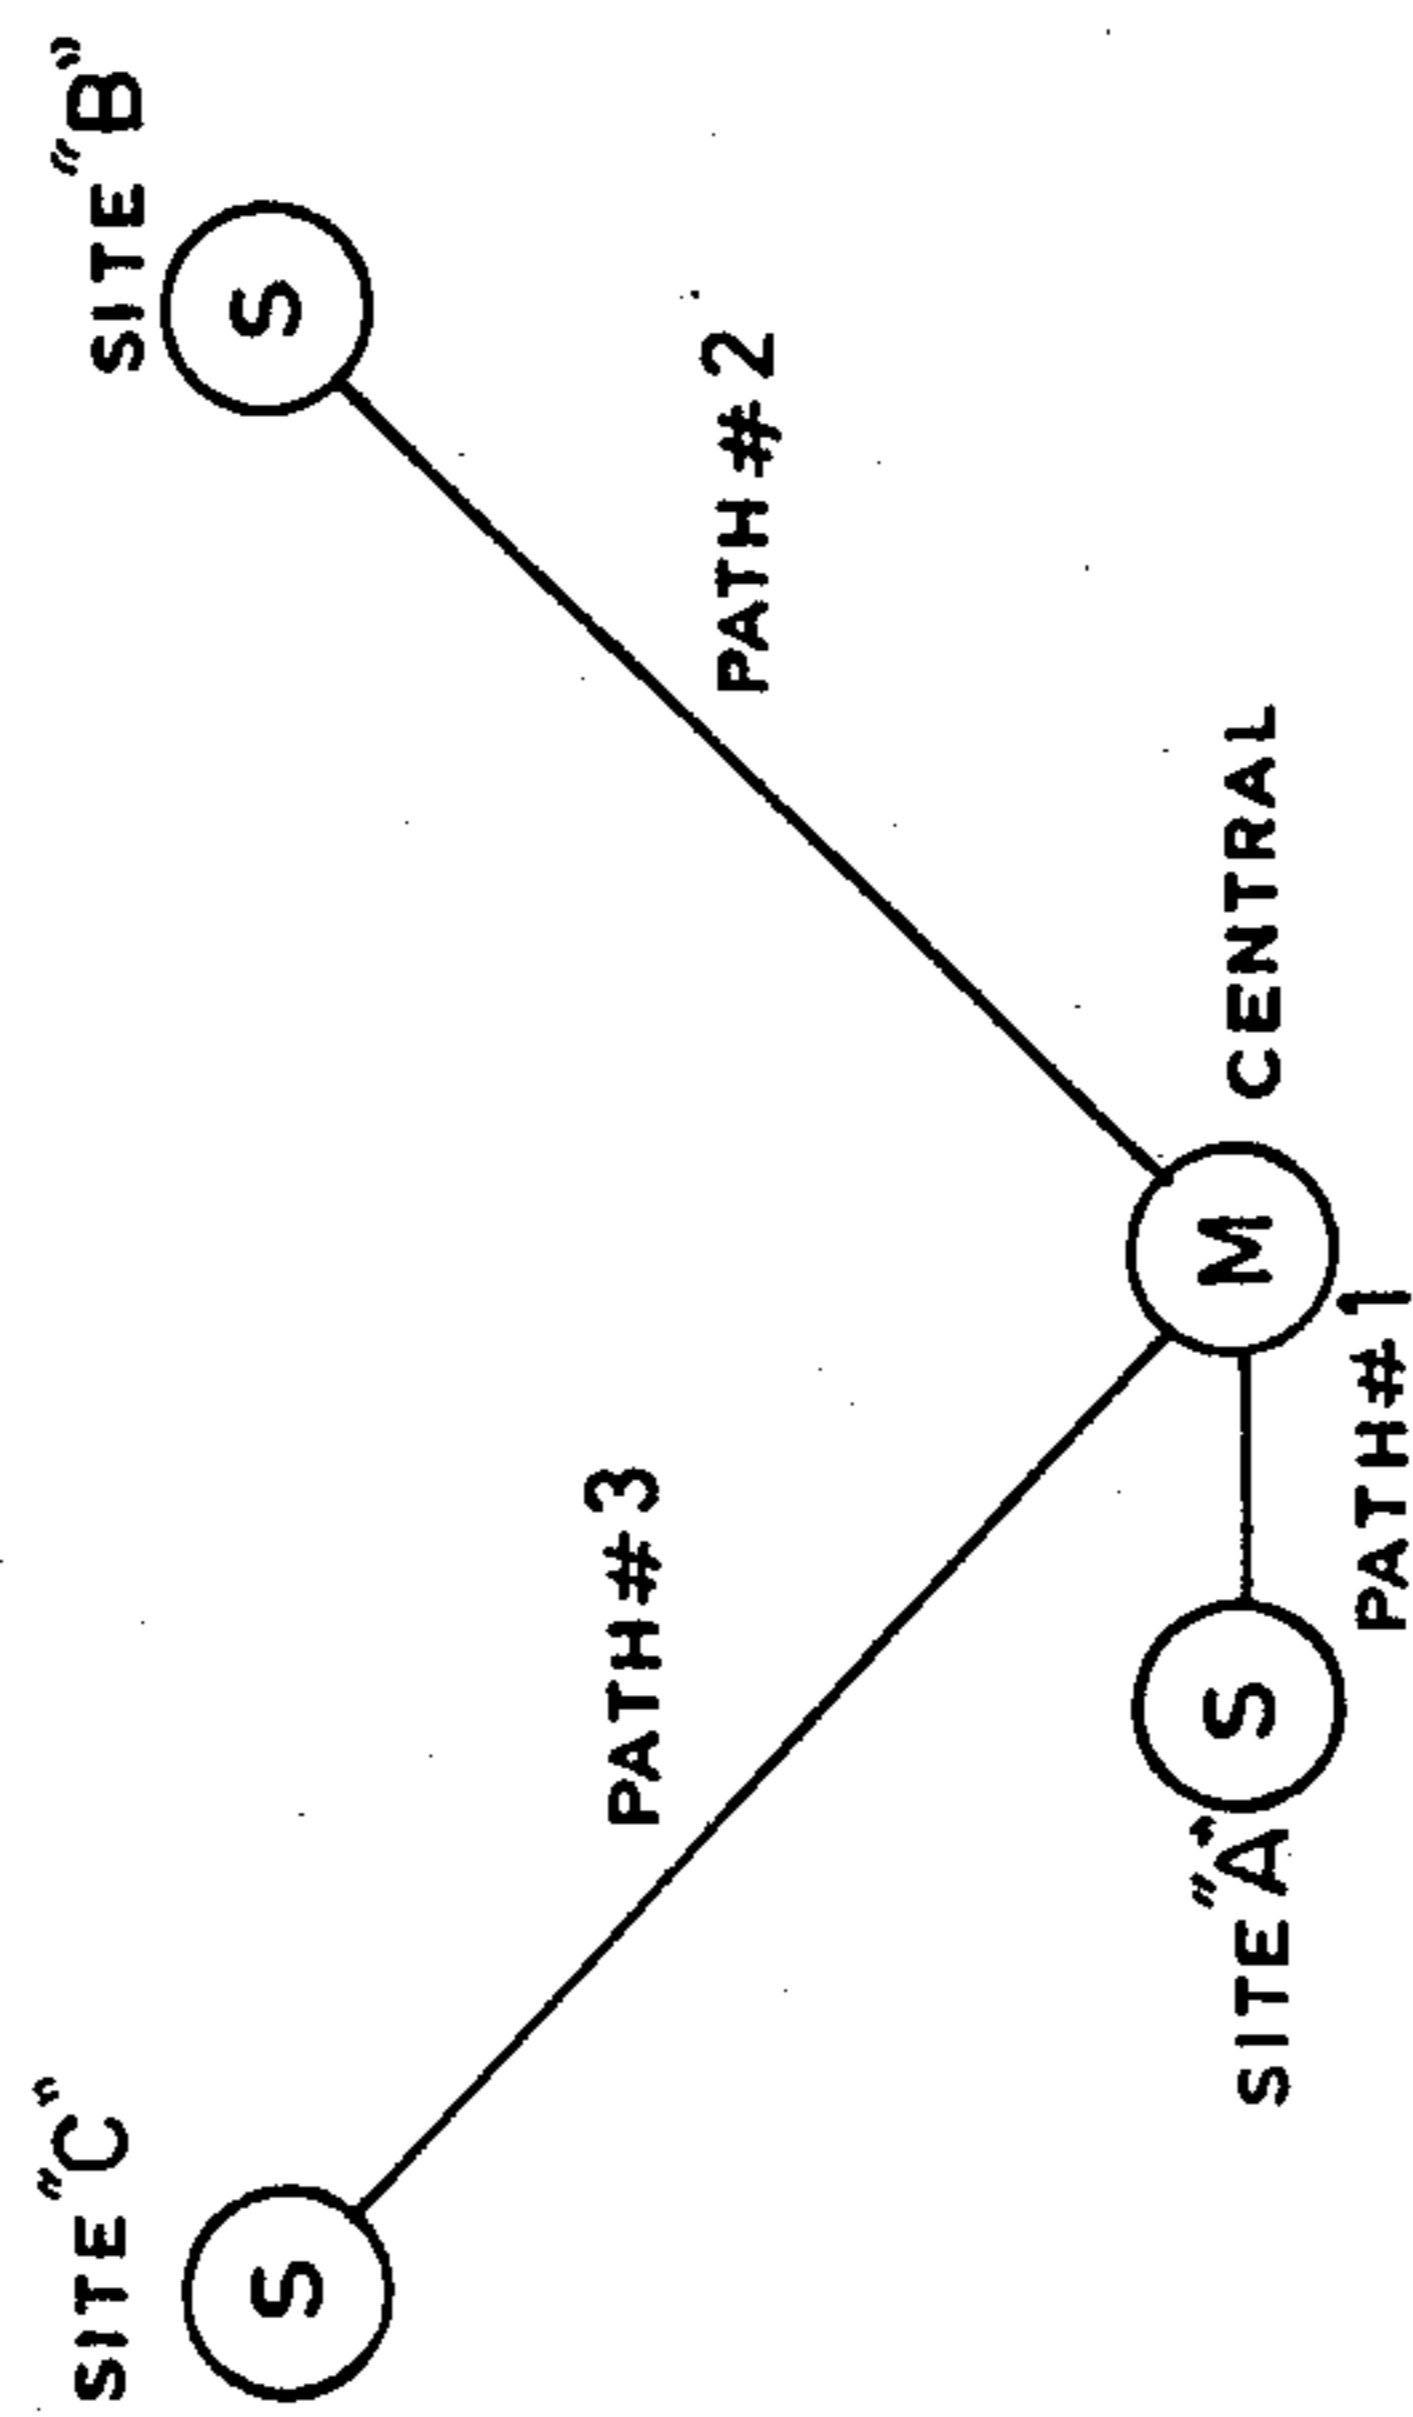 SITE "C"
S
SITE "B"
S
PATH #3
PATH #2
SITE "A"
S
M
CENTRAL
PATH #1